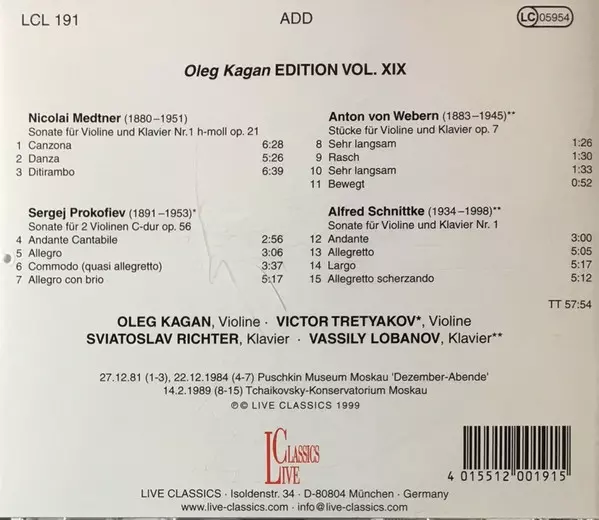 LCL 191
ADD
LC 05954
Oleg Kagan EDITION VOL. XIX
Nicolai Medtner (1880–1951)
Sonate für Violine und Klavier Nr.1 h-moll op. 21
1 Canzona 6:28
2 Danza 5:26
3 Ditirambo 6:39
Sergej Prokofiev (1891–1953)*
Sonate für 2 Violinen C-dur op. 56
4 Andante Cantabile 2:56
5 Allegro 3:06
6 Commodo (quasi allegretto) 3:37
7 Allegro con brio 5:17
Anton von Webern (1883–1945)**
Stücke für Violine und Klavier op. 7
8 Sehr langsam 1:26
9 Rasch 1:30
10 Sehr langsam 1:33
11 Bewegt 0:52
Alfred Schnittke (1934–1998)**
Sonate für Violine und Klavier Nr. 1
12 Andante 3:00
13 Allegretto 5:05
14 Largo 5:17
15 Allegretto scherzando 5:12
TT 57:54
OLEG KAGAN, Violine · VICTOR TRETYAKOV*, Violine
SVIATOSLAV RICHTER, Klavier · VASSILY LOBANOV, Klavier**
27.12.81 (1-3), 22.12.1984 (4-7) Puschkin Museum Moskau 'Dezember-Abende'
14.2.1989 (8-15) Tchaikovsky-Konservatorium Moskau
℗ © LIVE CLASSICS 1999
LIVE CLASSICS
4 015512 001915
LIVE CLASSICS · Isoldenstr. 34 · D-80804 München · Germany
www.live-classics.com · info@live-classics.com